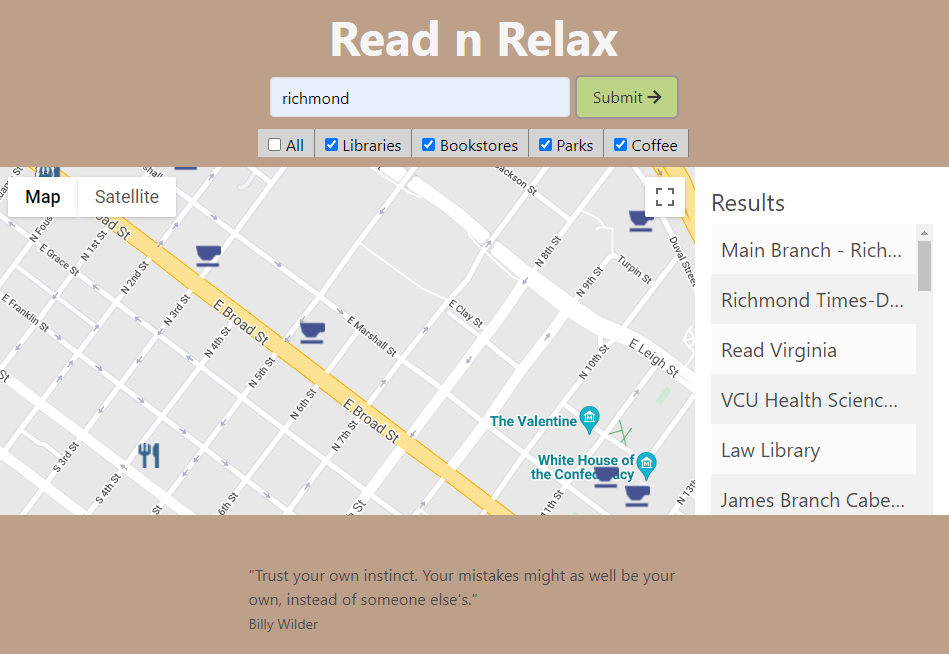 Read n Relax
richmond
Submit
All
Libraries
Bookstores
Parks
Coffee
Map
Satellite
Jackson St
N 8th St
Duval Street
Turpin St
N 9th St
N 1st St
Broad St
E Grace St
N 2nd St
E Franklin St
N 3rd St
E Broad St
E Marshall St
E Clay St
N 4th St
N 5th St
E Leigh St
N 10th St
N 6th St
E Broad St
N 7th St
The Valentine
White House of
the Confederacy
S 3rd St
S 4th St
St
6th St
St
11th St
N 13th
Results
Main Branch - Rich...
Richmond Times-D...
Read Virginia
VCU Health Scienc...
Law Library
James Branch Cabe...
"Trust your own instinct. Your mistakes might as well be your
own, instead of someone else's."
Billy Wilder